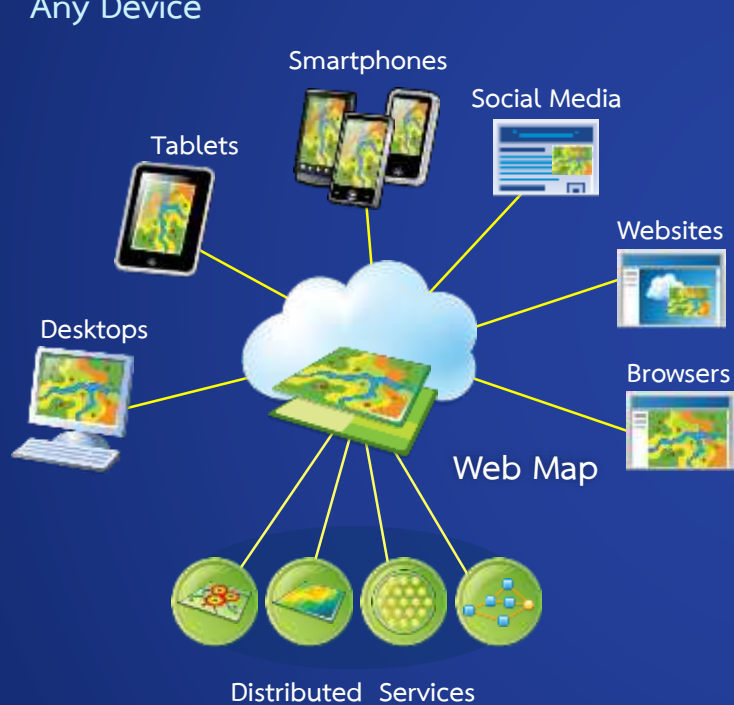 Any Device
Smartphones
Social Media
Tablets
Websites
Desktops
Browsers
Web Map
Distributed Services